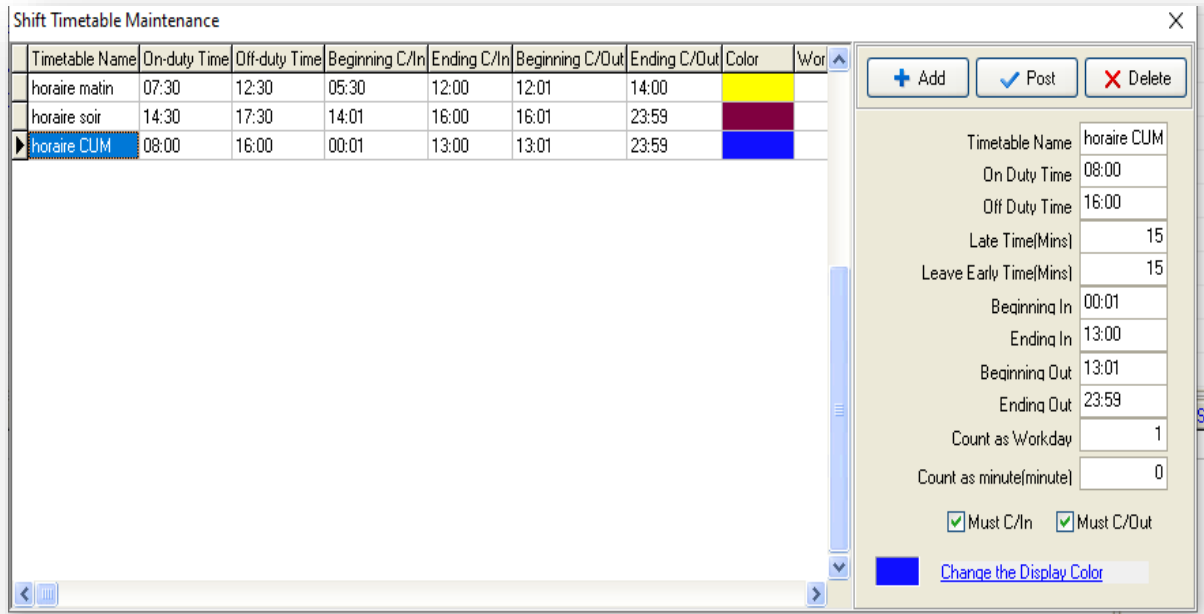 Shift Timetable Maintenance
Timetable Name On-duty Time Off-duty Time Beginning C/In Ending C/In Beginning C/Out Ending C/Out Color Wor
horaire matin 07:30 12:30 05:30 12:00 12:01 14:00
horaire soir 14:30 17:30 14:01 16:00 16:01 23:59
horaire CUM 08:00 16:00 00:01 13:00 13:01 23:59
Add Post Delete
Timetable Name horaire CUM
On Duty Time 08:00
Off Duty Time 16:00
Late Time(Mins) 15
Leave Early Time(Mins) 15
Beginning In 00:01
Ending In 13:00
Beginning Out 13:01
Ending Out 23:59
Count as Workday 1
Count as minute(minute) 0
Must C/In Must C/Out
Change the Display Color